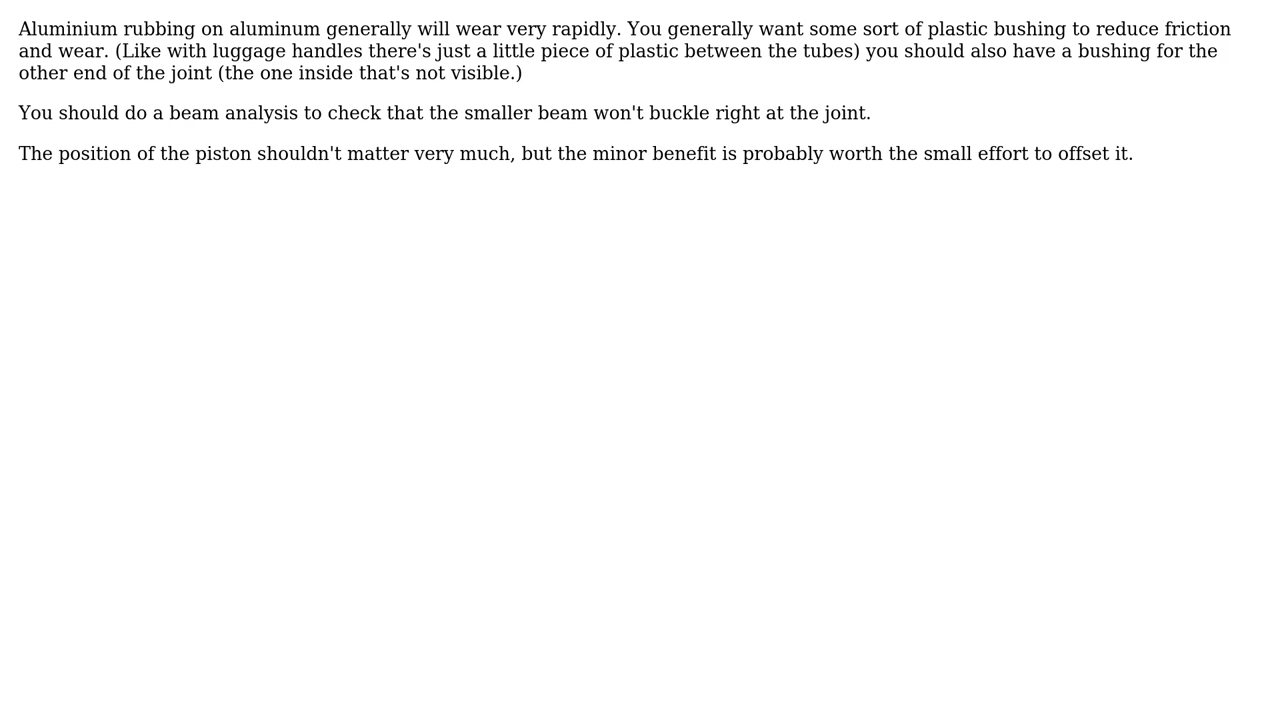 Aluminium rubbing on aluminum generally will wear very rapidly. You generally want some sort of plastic bushing to reduce friction
and wear. (Like with luggage handles there's just a little piece of plastic between the tubes) you should also have a bushing for the
other end of the joint (the one inside that's not visible.)
You should do a beam analysis to check that the smaller beam won't buckle right at the joint.
The position of the piston shouldn't matter very much, but the minor benefit is probably worth the small effort to offset it.